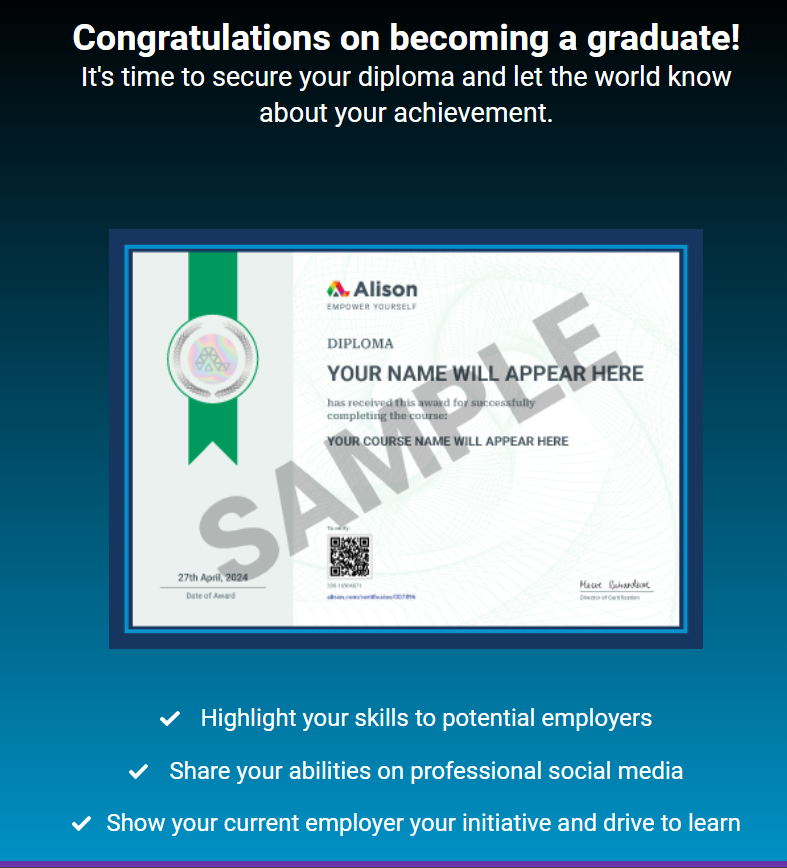 Congratulations on becoming a graduate!
It's time to secure your diploma and let the world know
about your achievement.
Alison
EMPOWER YOURSELF
DIPLOMA
YOUR NAME WILL APPEAR HERE
has received this award for successfully
completing the course:
YOUR COURSE NAME WILL APPEAR HERE
SAMPLE
To verify:
27th April, 2024
Date of Award
alison.com/certificates/
Director of Certification
Highlight your skills to potential employers
Share your abilities on professional social media
Show your current employer your initiative and drive to learn